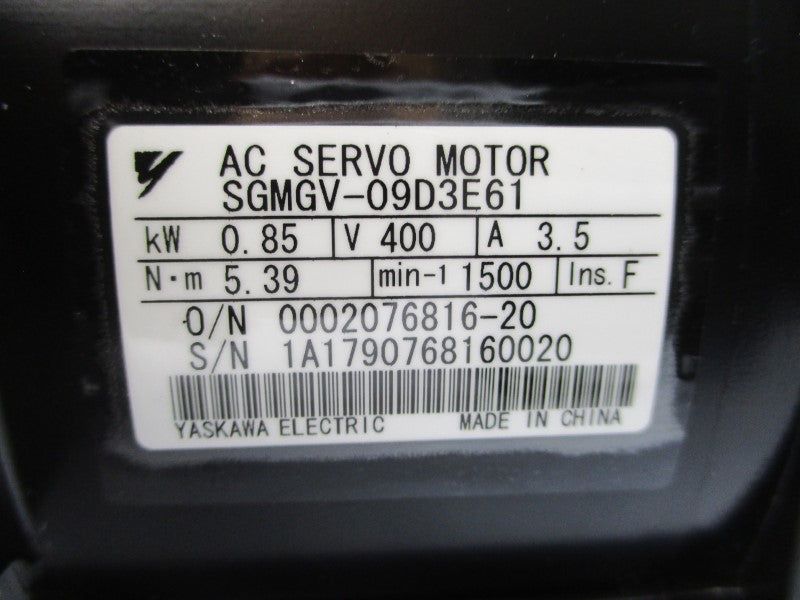 AC SERVO MOTOR
SGMGV-09D3E61
kW 0.85 V 400 A 3.5
N·m 5.39 min-1 1500 Ins. F
O/N 0002076816-20
S/N 1A1790768160020
YASKAWA ELECTRIC MADE IN CHINA